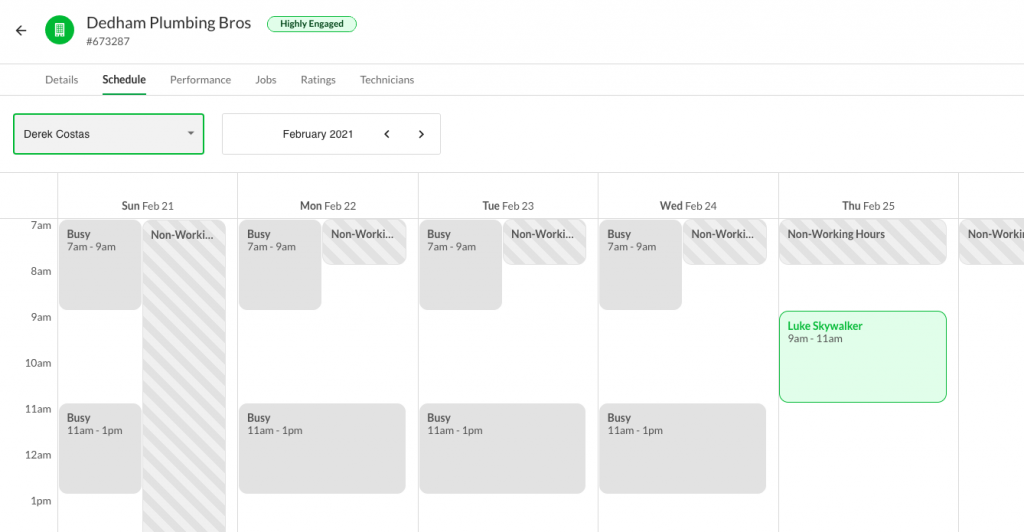 Dedham Plumbing Bros
Highly Engaged
#673287
Details Schedule Performance Jobs Ratings Technicians
Derek Costas
February 2021
Sun Feb 21 Mon Feb 22 Tue Feb 23 Wed Feb 24 Thu Feb 25
7am
8am
9am
10am
11am
12am
1pm
Busy
7am - 9am
Non-Worki...
Busy
11am - 1pm
Busy
7am - 9am
Non-Worki...
Busy
11am - 1pm
Busy
7am - 9am
Non-Worki...
Busy
11am - 1pm
Busy
7am - 9am
Non-Worki...
Busy
11am - 1pm
Non-Working Hours
Luke Skywalker
9am - 11am
Non-Workin